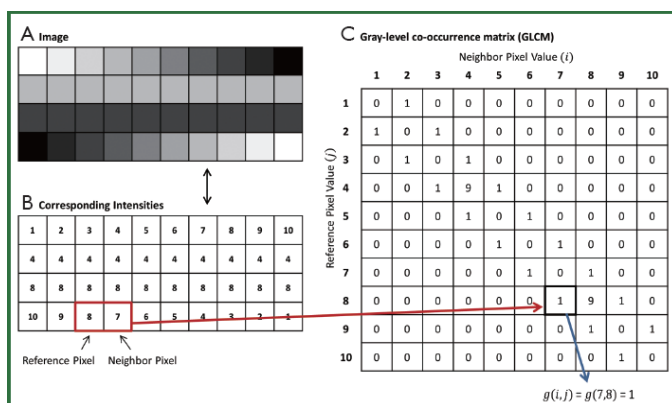 A Image
B Corresponding Intensities
1 2 3 4 5 6 7 8 9 10
4 4 4 4 4 4 4 4 4 4
8 8 8 8 8 8 8 8 8 8
10 9 8 7 6 5 4 3 2 1
Reference Pixel Neighbor Pixel
C Gray-level co-occurrence matrix (GLCM)
Neighbor Pixel Value (i)
1 2 3 4 5 6 7 8 9 10
Reference Pixel Value (j)
1 0 1 0 0 0 0 0 0 0 0
2 1 0 1 0 0 0 0 0 0 0
3 0 1 0 1 0 0 0 0 0 0
4 0 0 1 9 1 0 0 0 0 0
5 0 0 0 1 0 1 0 0 0 0
6 0 0 0 0 1 0 1 0 0 0
7 0 0 0 0 0 1 0 1 0 0
8 0 0 0 0 0 0 1 9 1 0
9 0 0 0 0 0 0 0 1 0 1
10 0 0 0 0 0 0 0 0 1 0
g(i,j) = g(7,8) = 1